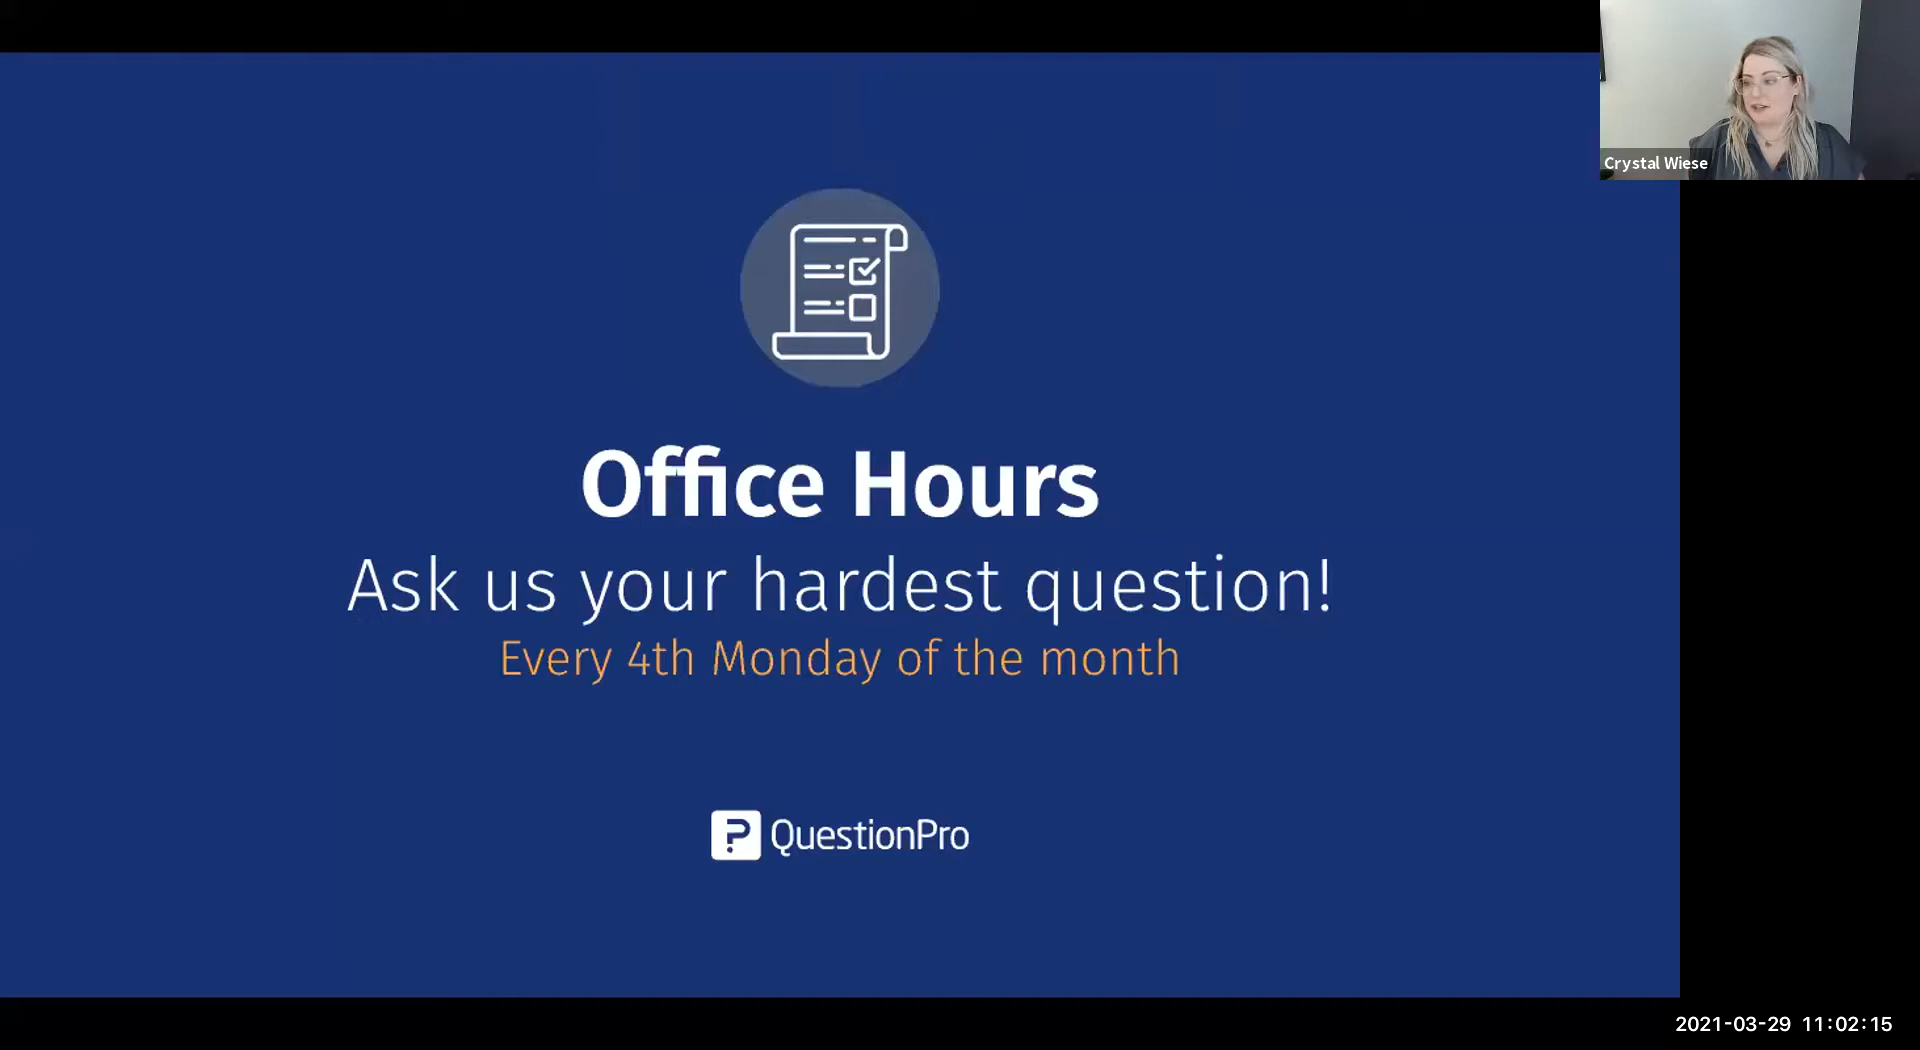 Crystal Wiese
Office Hours
Ask us your hardest question!
Every 4th Monday of the month
QuestionPro
2021-03-29 11:02:15